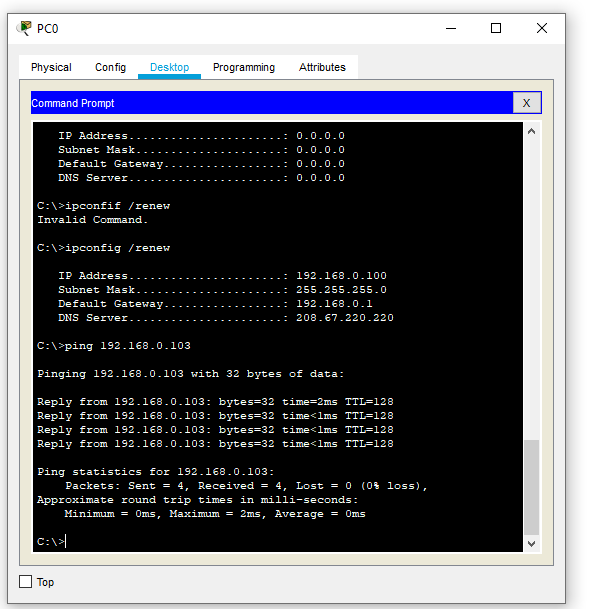 PC0
Physical Config Desktop Programming Attributes
Command Prompt X
IP Address......................: 0.0.0.0
Subnet Mask.....................: 0.0.0.0
Default Gateway.................: 0.0.0.0
DNS Server......................: 0.0.0.0
C:\>ipconfif /renew
Invalid Command.
C:\>ipconfig /renew
IP Address......................: 192.168.0.100
Subnet Mask.....................: 255.255.255.0
Default Gateway.................: 192.168.0.1
DNS Server......................: 208.67.220.220
C:\>ping 192.168.0.103
Pinging 192.168.0.103 with 32 bytes of data:
Reply from 192.168.0.103: bytes=32 time=2ms TTL=128
Reply from 192.168.0.103: bytes=32 time<1ms TTL=128
Reply from 192.168.0.103: bytes=32 time<1ms TTL=128
Reply from 192.168.0.103: bytes=32 time<1ms TTL=128
Ping statistics for 192.168.0.103:
Packets: Sent = 4, Received = 4, Lost = 0 (0% loss),
Approximate round trip times in milli-seconds:
Minimum = 0ms, Maximum = 2ms, Average = 0ms
C:\>
Top